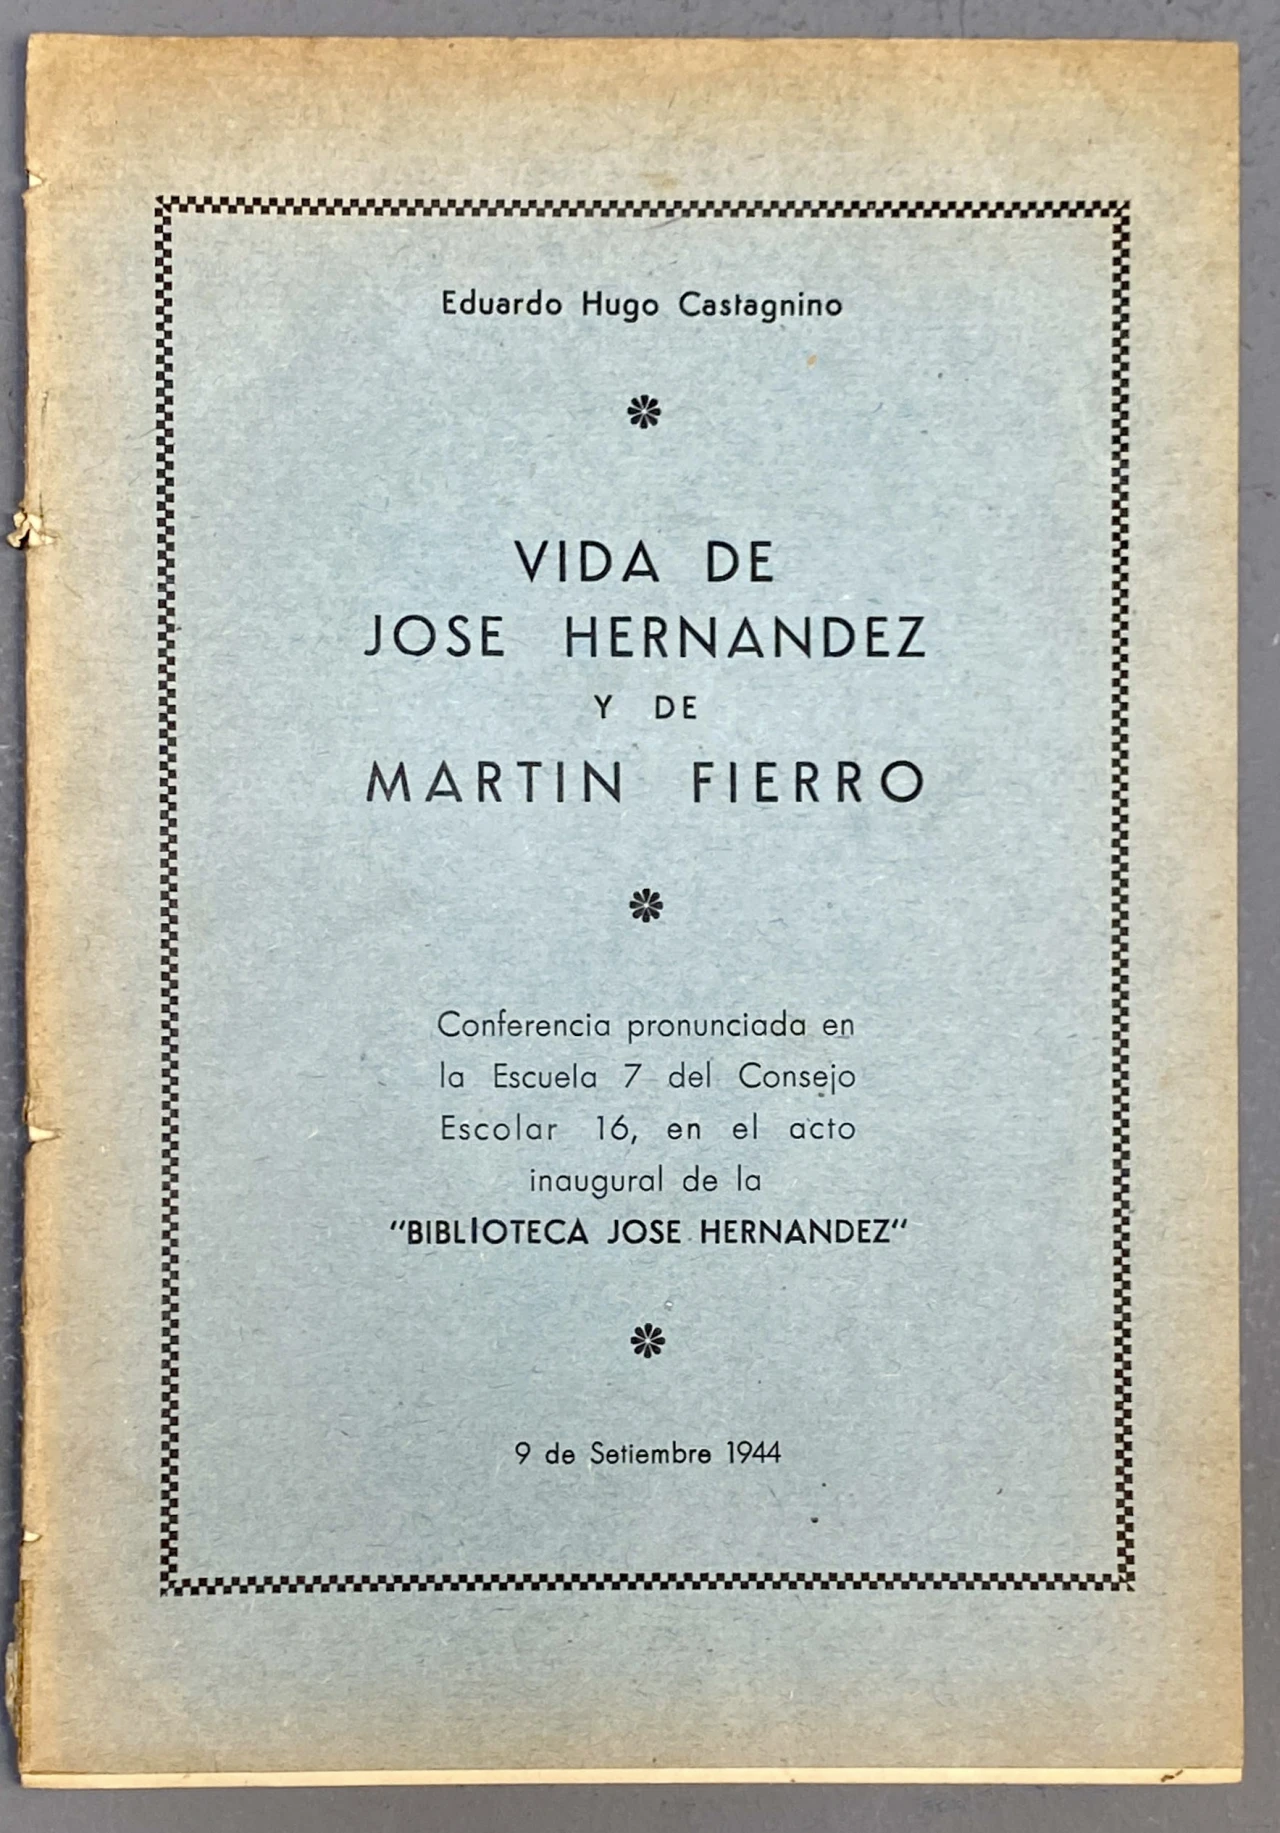 Eduardo Hugo Castagnino
VIDA DE
JOSE HERNANDEZ
Y DE
MARTIN FIERRO
Conferencia pronunciada en
la Escuela 7 del Consejo
Escolar 16, en el acto
inaugural de la
"BIBLIOTECA JOSE HERNANDEZ"
9 de Setiembre 1944